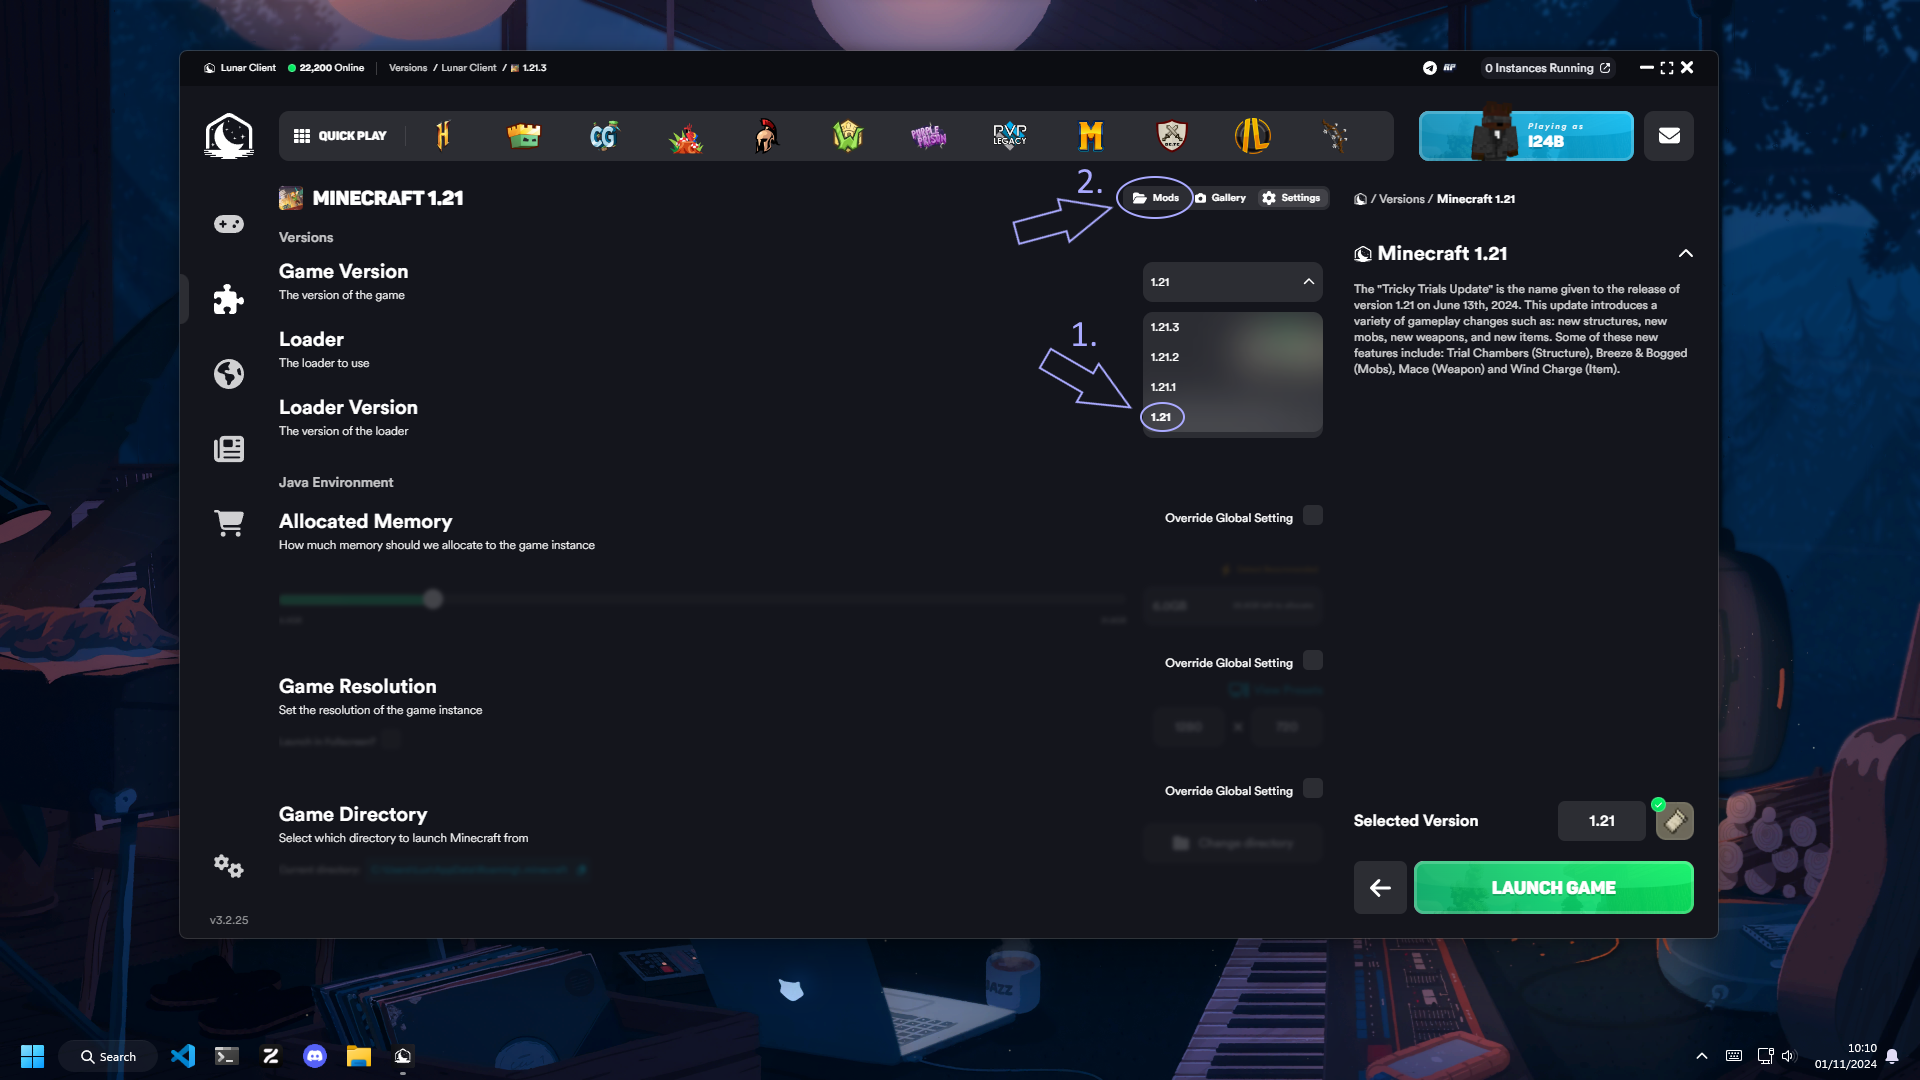 Lunar Client
22,200 Online
Versions / Lunar Client / 1.21.3
0 Instances Running
QUICK PLAY
H
CG
PURPLE PRISON
PVP LEGACY
M
Playing as
I24B
MINECRAFT 1.21
2.
Mods
Gallery
Settings
/ Versions / Minecraft 1.21
Versions
Game Version
The version of the game
1.21
Minecraft 1.21
The "Tricky Trials Update" is the name given to the release of
version 1.21 on June 13th, 2024. This update introduces a
variety of gameplay changes such as: new structures, new
mobs, new weapons, and new items. Some of these new
features include: Trial Chambers (Structure), Breeze & Bogged
(Mobs), Mace (Weapon) and Wind Charge (Item).
1.21.3
1.21.2
1.21.1
1.21
1.
Loader
The loader to use
Loader Version
The version of the loader
Java Environment
Allocated Memory
How much memory should we allocate to the game instance
Override Global Setting
Game Resolution
Set the resolution of the game instance
Override Global Setting
Game Directory
Select which directory to launch Minecraft from
Override Global Setting
Change directory
Selected Version
1.21
LAUNCH GAME
v3.2.25
JAZZ
Search
10:10
01/11/2024